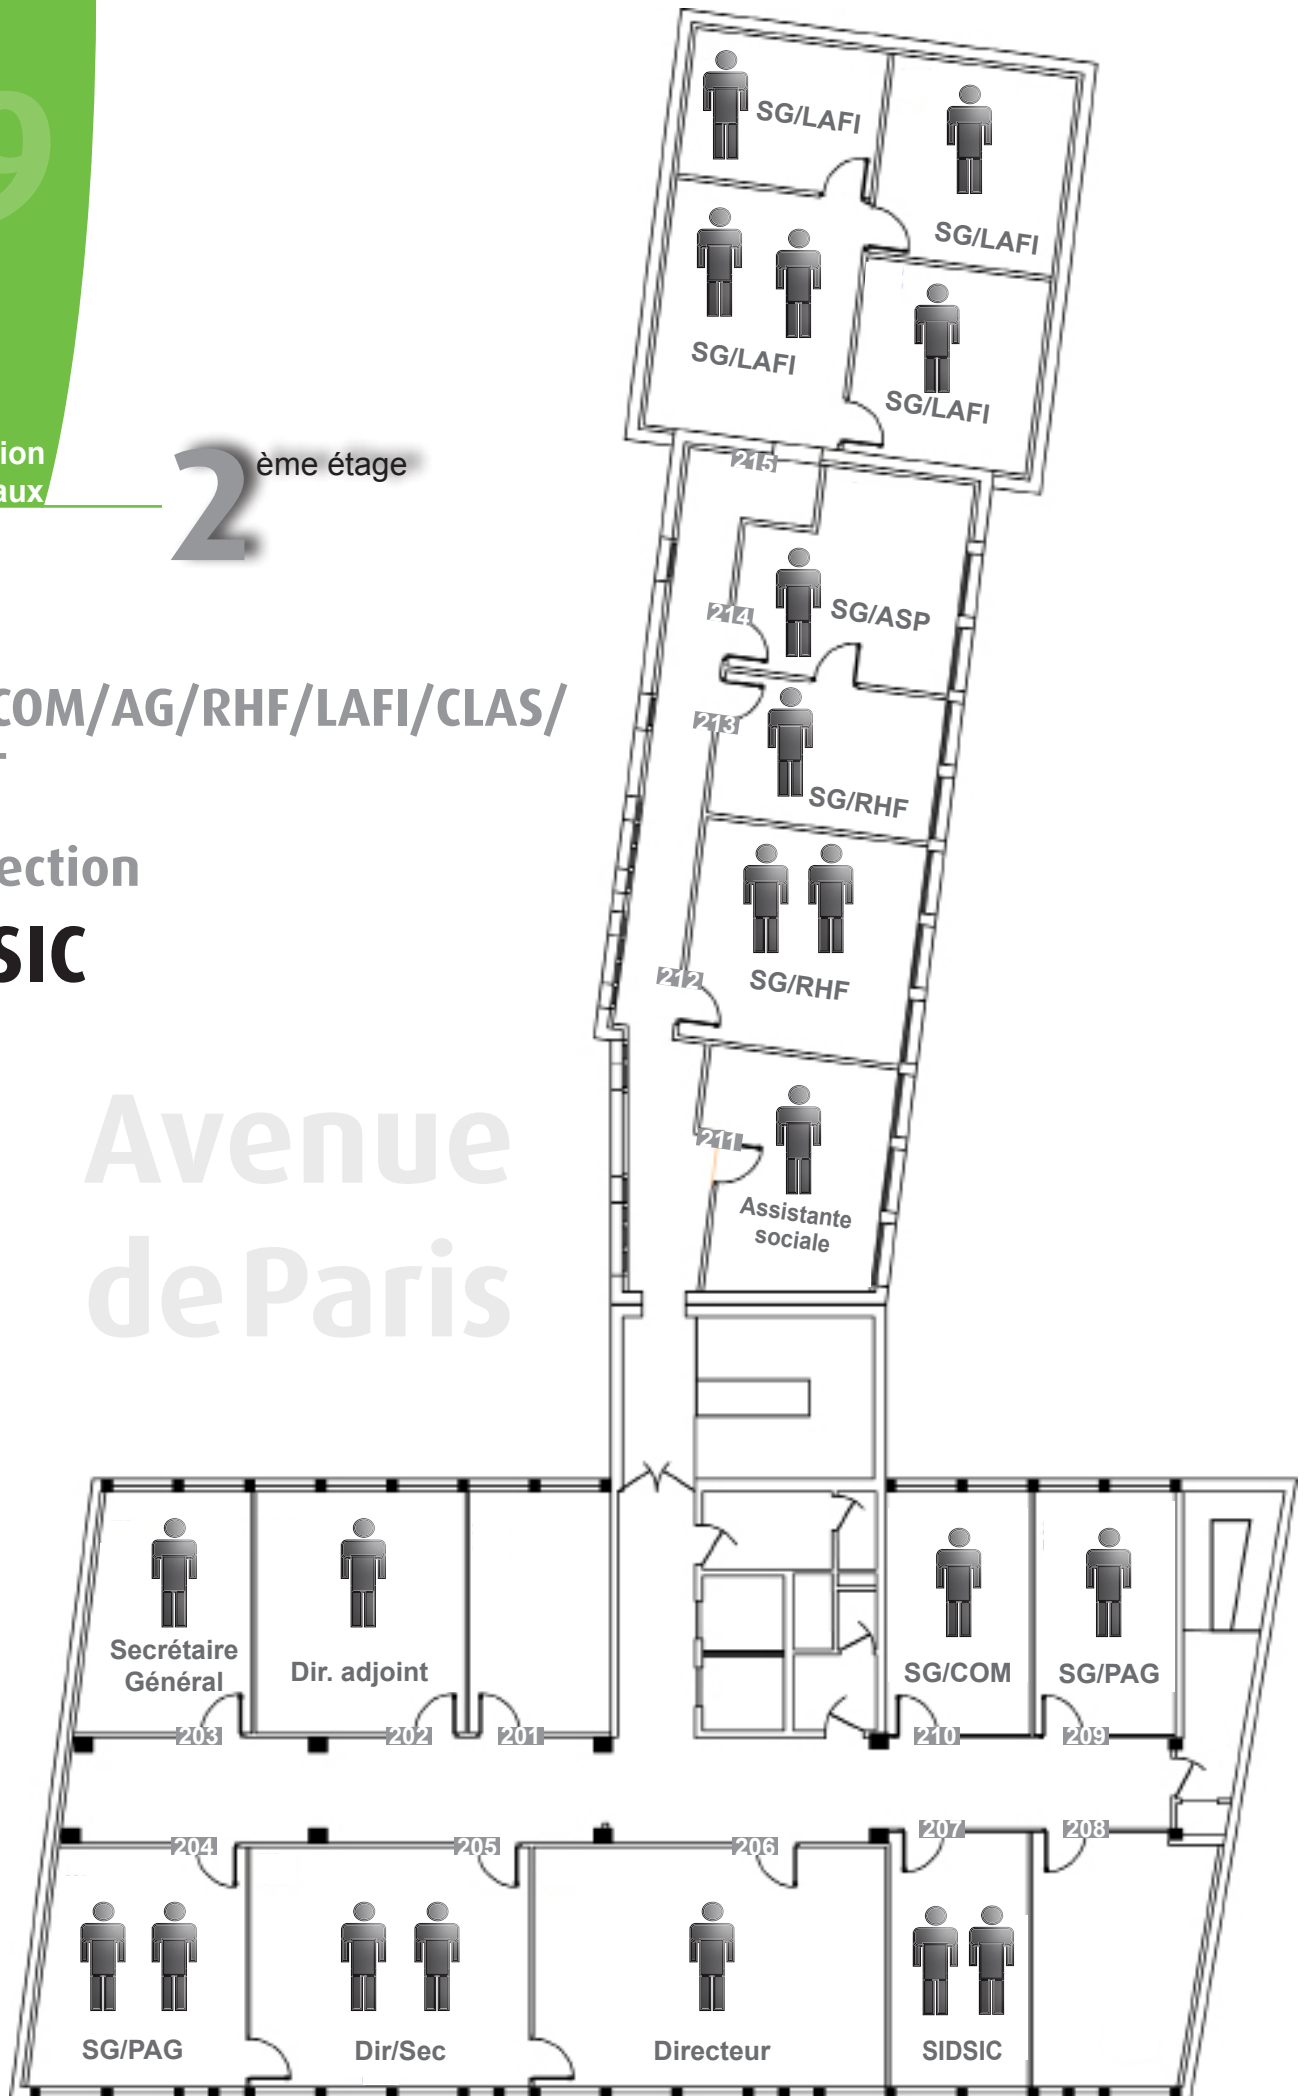 9
SG/LAFI
SG/LAFI
SG/LAFI
SG/LAFI
ion
aux
2 ème étage
215
214
SG/ASP
COM/AG/RHF/LAFI/CLAS/
213
SG/RHF
ection
SIC
212
SG/RHF
Avenue
de Paris
211
Assistante
sociale
Secrétaire
Général
Dir. adjoint
SG/COM
SG/PAG
203
202
201
210
209
204
205
206
207
208
SG/PAG
Dir/Sec
Directeur
SIDSIC